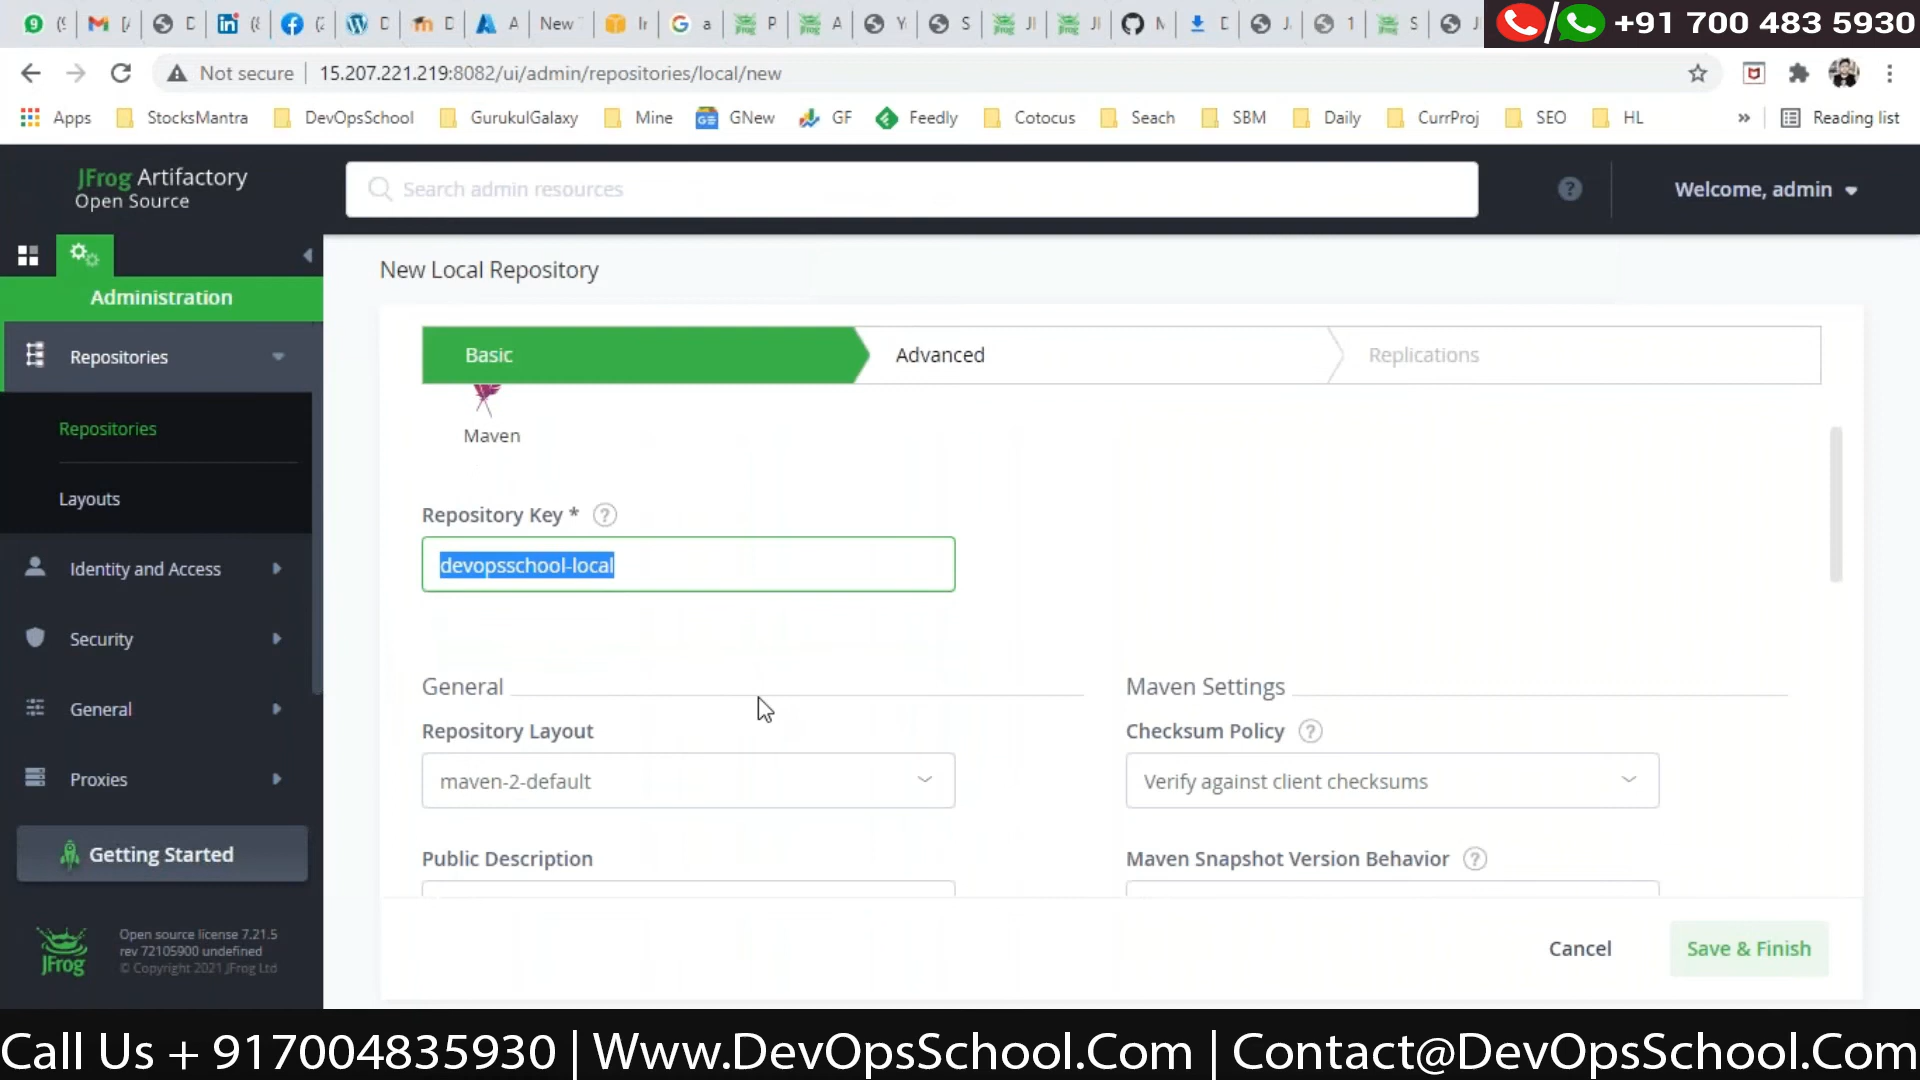 +91 700 483 5930
Not secure 15.207.221.219:8082/ui/admin/repositories/local/new
Apps StocksMantra DevOpsSchool GurukulGalaxy Mine GNew GF Feedly Cotocus Seach SBM Daily CurrProj SEO HL » Reading list
JFrog Artifactory
Open Source
Search admin resources
Welcome, admin
Administration
New Local Repository
Basic
Advanced
Replications
Repositories
Repositories
Layouts
Identity and Access
Security
General
Proxies
Getting Started
JFrog
Open source license 7.21.5
rev 72105900 undefined
© Copyright 2021 JFrog Ltd
Maven
Repository Key *
devopsschool-local
General
Repository Layout
maven-2-default
Public Description
Maven Settings
Checksum Policy
Verify against client checksums
Maven Snapshot Version Behavior
Cancel
Save & Finish
Call Us + 917004835930 | Www.DevOpsSchool.Com | Contact@DevOpsSchool.Com